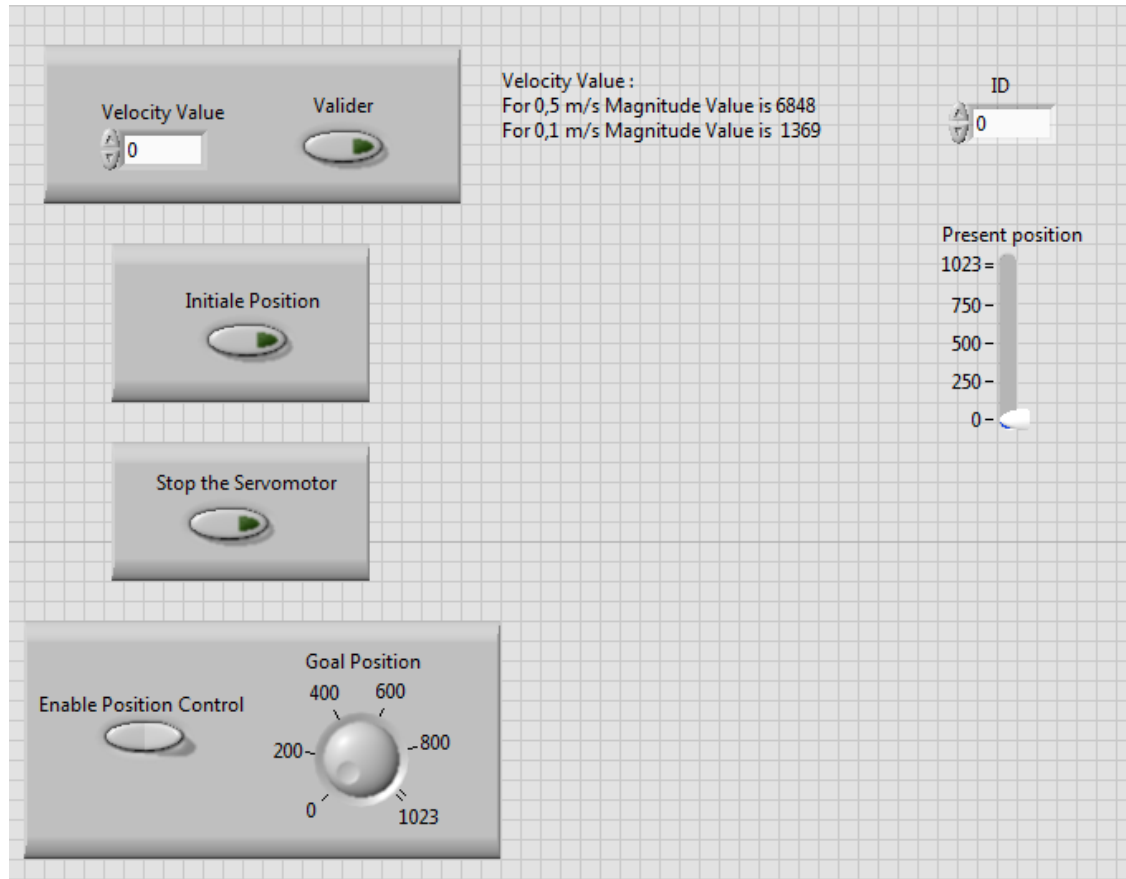 Velocity Value :
For 0,5 m/s Magnitude Value is 6848
For 0,1 m/s Magnitude Value is 1369
ID
0
Velocity Value
0
Valider
Initiale Position
Present position
1023
750
500
250
0
Stop the Servomotor
Enable Position Control
Goal Position
400 600
200 800
0 1023